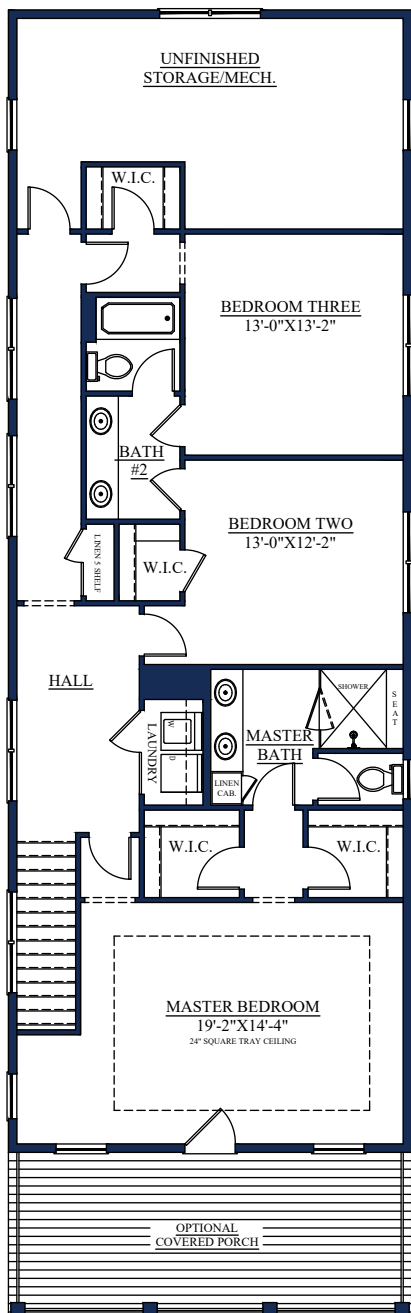 UNFINISHED
STORAGE/MECH.
W.I.C.
BEDROOM THREE
13'-0"X13'-2"
BATH
#2
BEDROOM TWO
13'-0"X12'-2"
LINEN 5 SHELF
W.I.C.
HALL
LAUNDRY
W
D
SHOWER
SEAT
MASTER
BATH
LINEN
CAB.
W.I.C.
W.I.C.
MASTER BEDROOM
19'-2"X14'-4"
24" SQUARE TRAY CEILING
OPTIONAL
COVERED PORCH